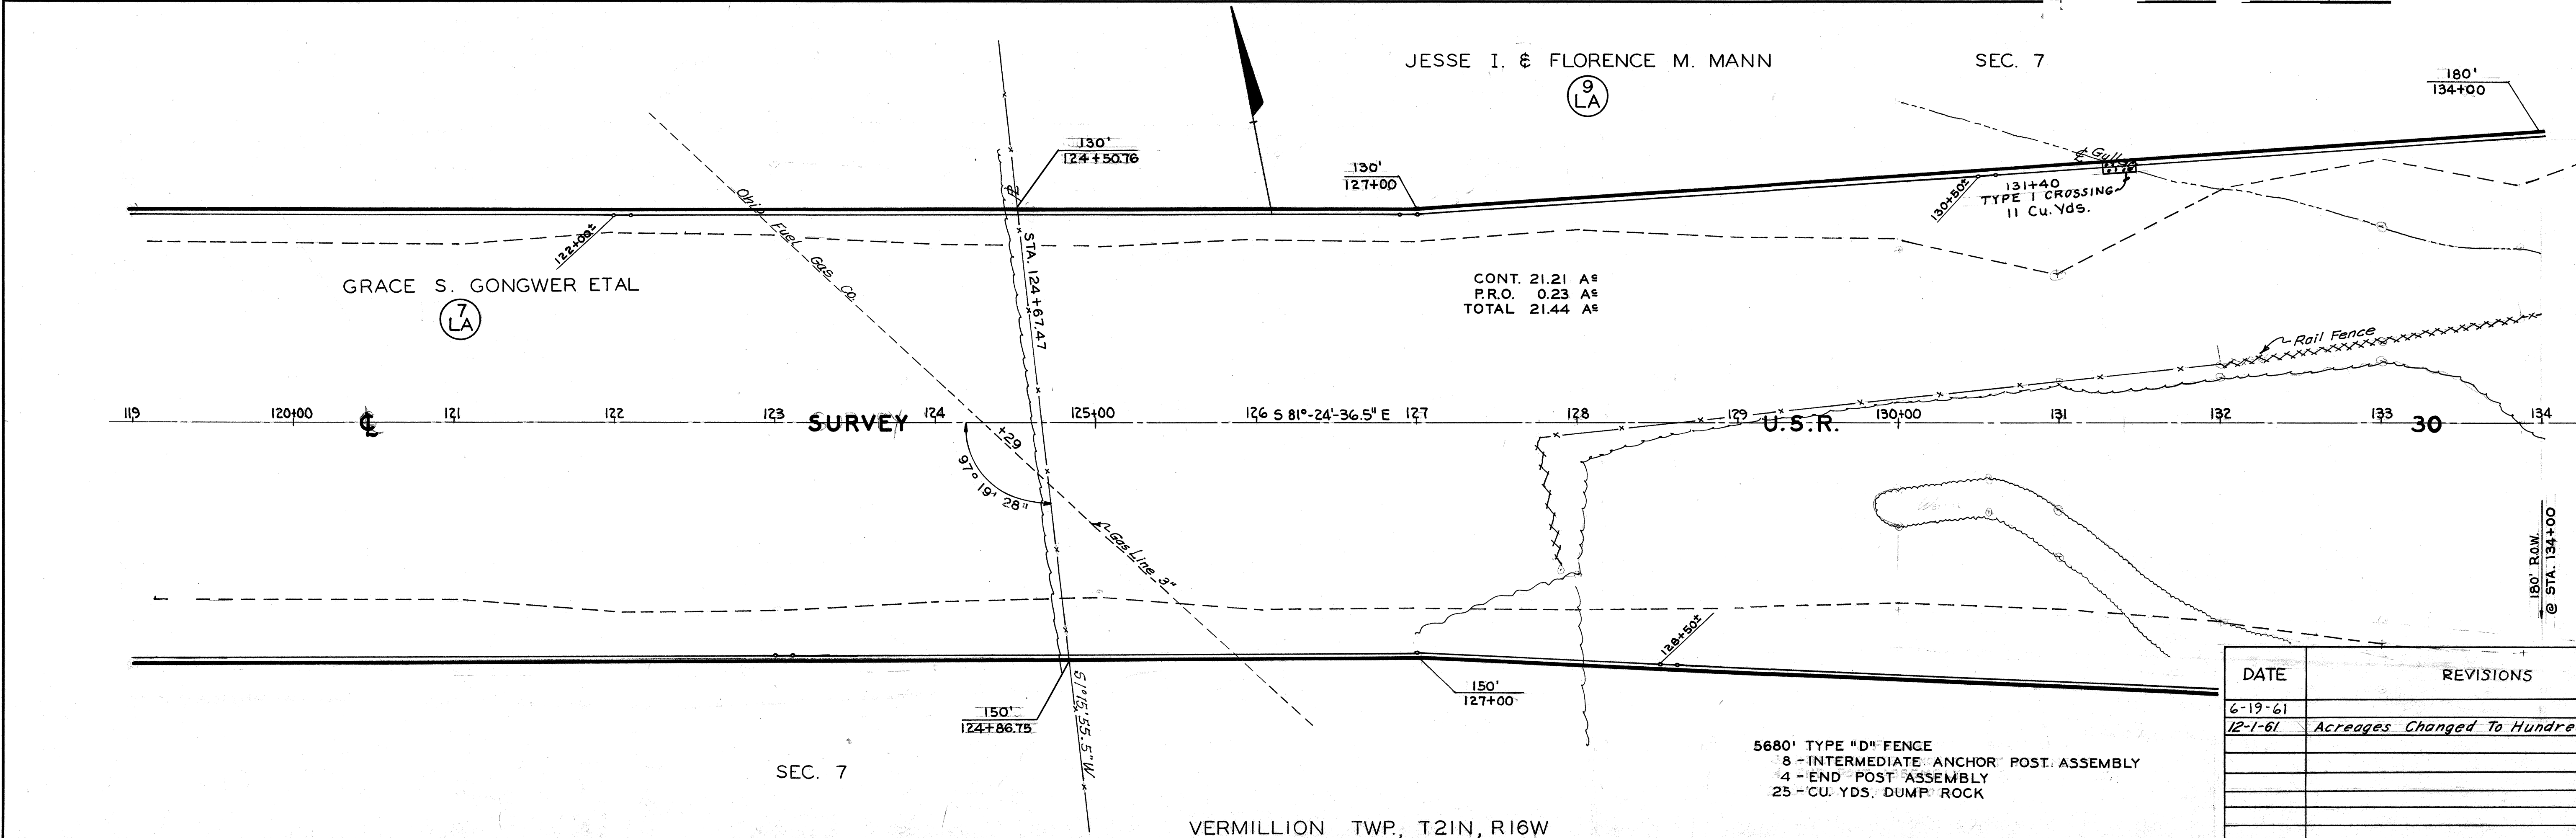 JESSE I. & FLORENCE M. MANN
9
LA
SEC. 7
180'
134+00
130'
124+50.76
130'
127+00
℄ Gully
130+50±
131+40
TYPE 1 CROSSING
11 Cu. Yds.
122+00±
Ohio Fuel Gas Co.
STA. 124+67.47
GRACE S. GONGWER ETAL
7
LA
CONT. 21.21 Aˢ
P.R.O. 0.23 Aˢ
TOTAL 21.44 Aˢ
Rail Fence
119 120+00 121 122 123 124 125+00 126 S 81°-24'-36.5" E 127 128 129 130+00 131 132 133 134
℄ SURVEY U.S.R. 30
+29
97° 19' 28"
Gas Line 3"
180' R.O.W.
@ STA. 134+00
128+50±
150'
124+86.75
S 1°15'55.5" W
150'
127+00
SEC. 7
5680' TYPE "D" FENCE
8 - INTERMEDIATE ANCHOR POST ASSEMBLY
4 - END POST ASSEMBLY
25 - CU. YDS. DUMP ROCK
VERMILLION TWP., T21N, R16W
DATE REVISIONS
6-19-61
12-1-61 Acreages Changed To Hundre